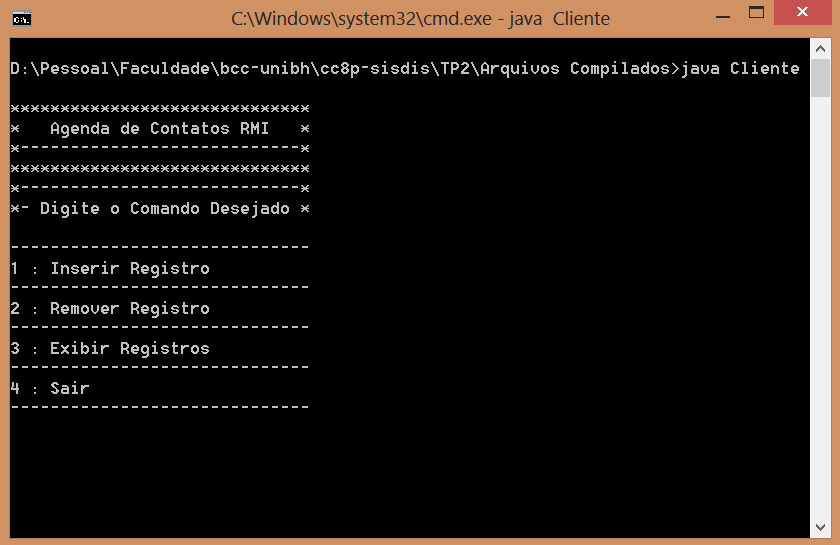 C:\Windows\system32\cmd.exe - java  Cliente
D:\Pessoal\Faculdade\bcc-unibh\cc8p-sisdis\TP2\Arquivos Compilados>java Cliente
******************************
*   Agenda de Contatos RMI   *
*----------------------------*
******************************
*----------------------------*
*- Digite o Comando Desejado *
------------------------------
1 : Inserir Registro
------------------------------
2 : Remover Registro
------------------------------
3 : Exibir Registros
------------------------------
4 : Sair
------------------------------